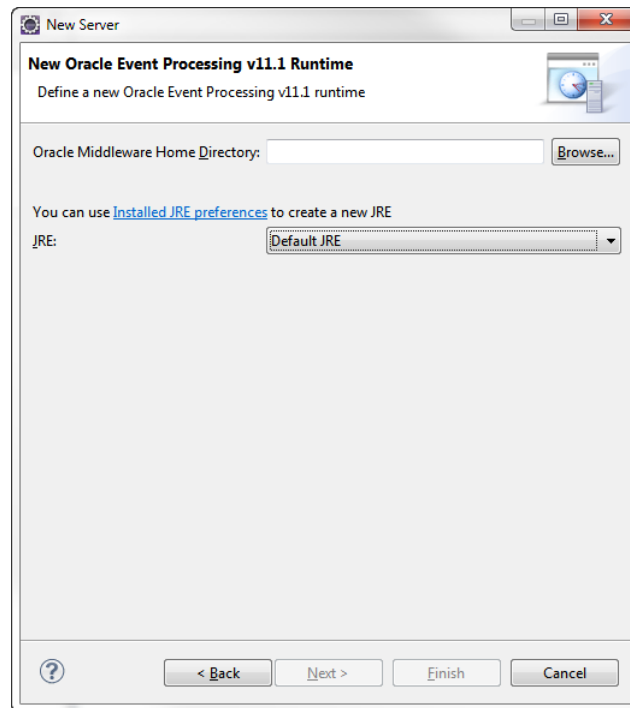 New Server
New Oracle Event Processing v11.1 Runtime
Define a new Oracle Event Processing v11.1 runtime
Oracle Middleware Home Directory: Browse...
You can use Installed JRE preferences to create a new JRE
JRE: Default JRE
? < Back Next > Finish Cancel